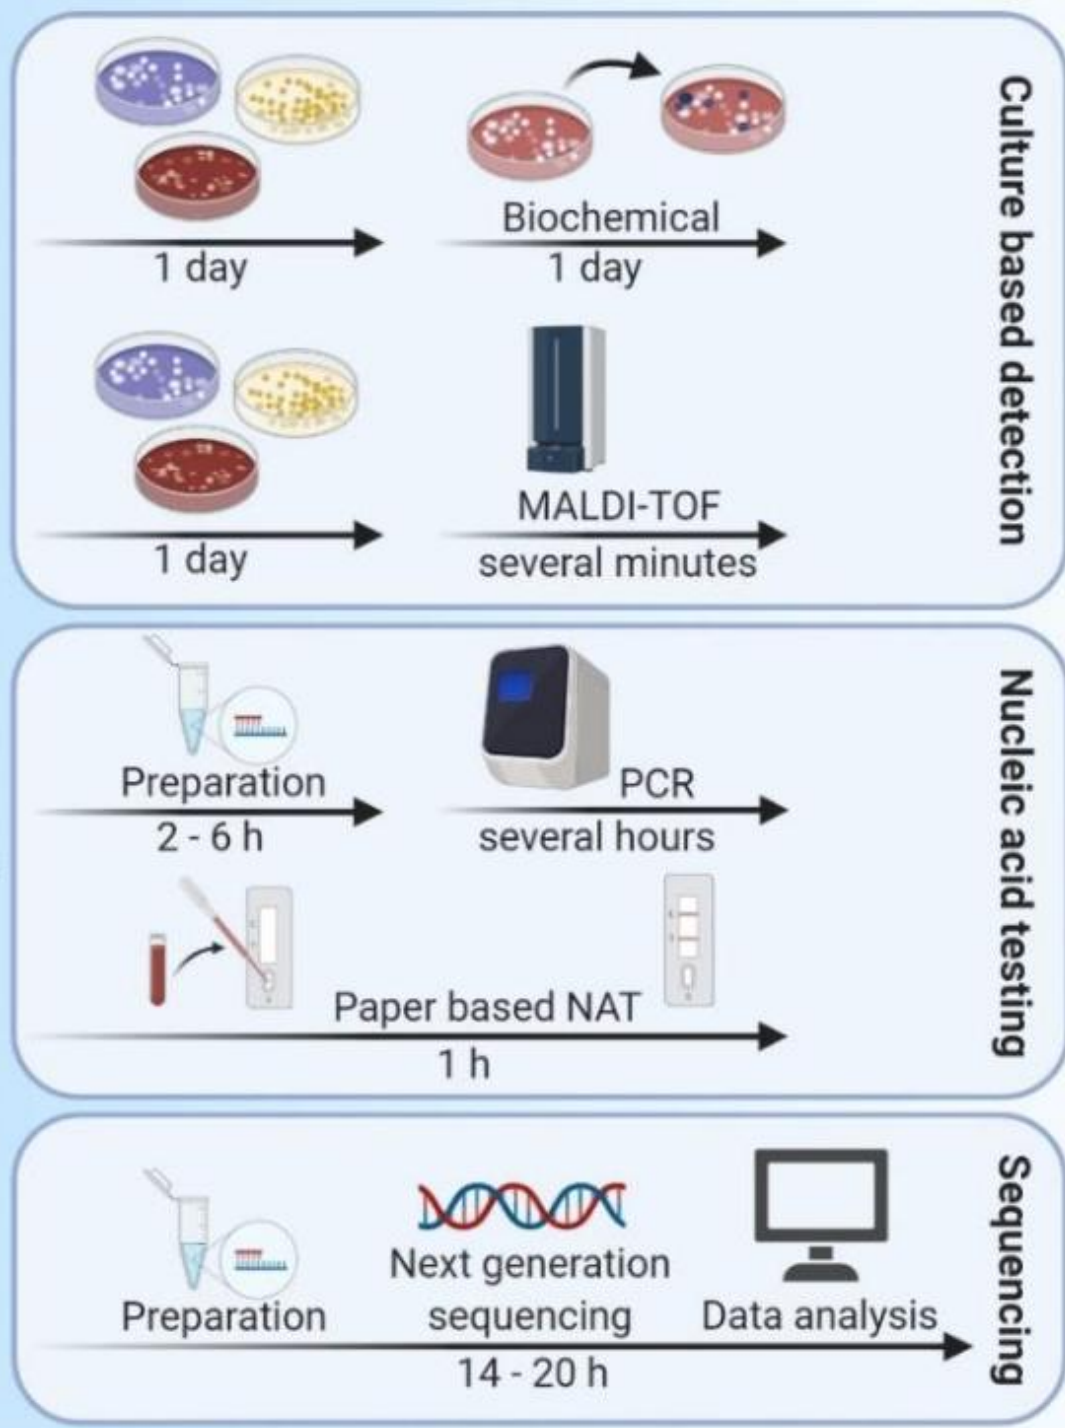 Culture based detection
Biochemical
1 day
1 day
MALDI-TOF
1 day
several minutes
Nucleic acid testing
Preparation
PCR
2 - 6 h
several hours
Paper based NAT
1 h
Sequencing
Next generation
Preparation
sequencing
Data analysis
14 - 20 h